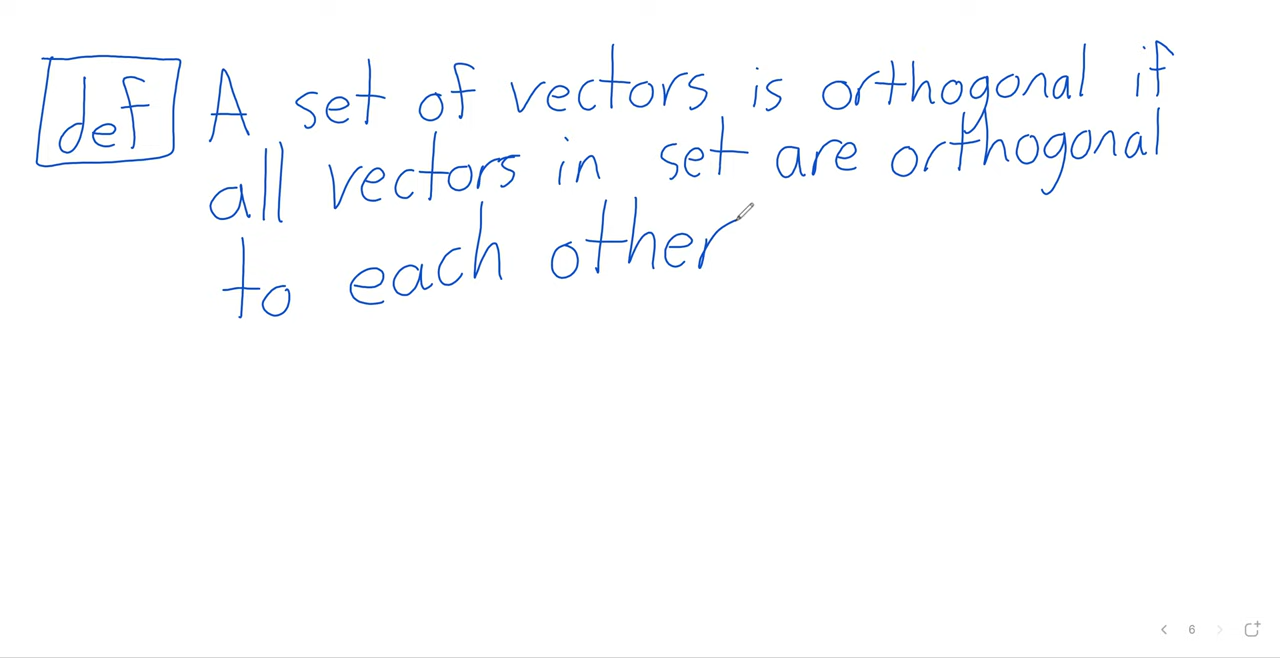 def A set of vectors is orthogonal if
all vectors in set are orthogonal
to each other
6